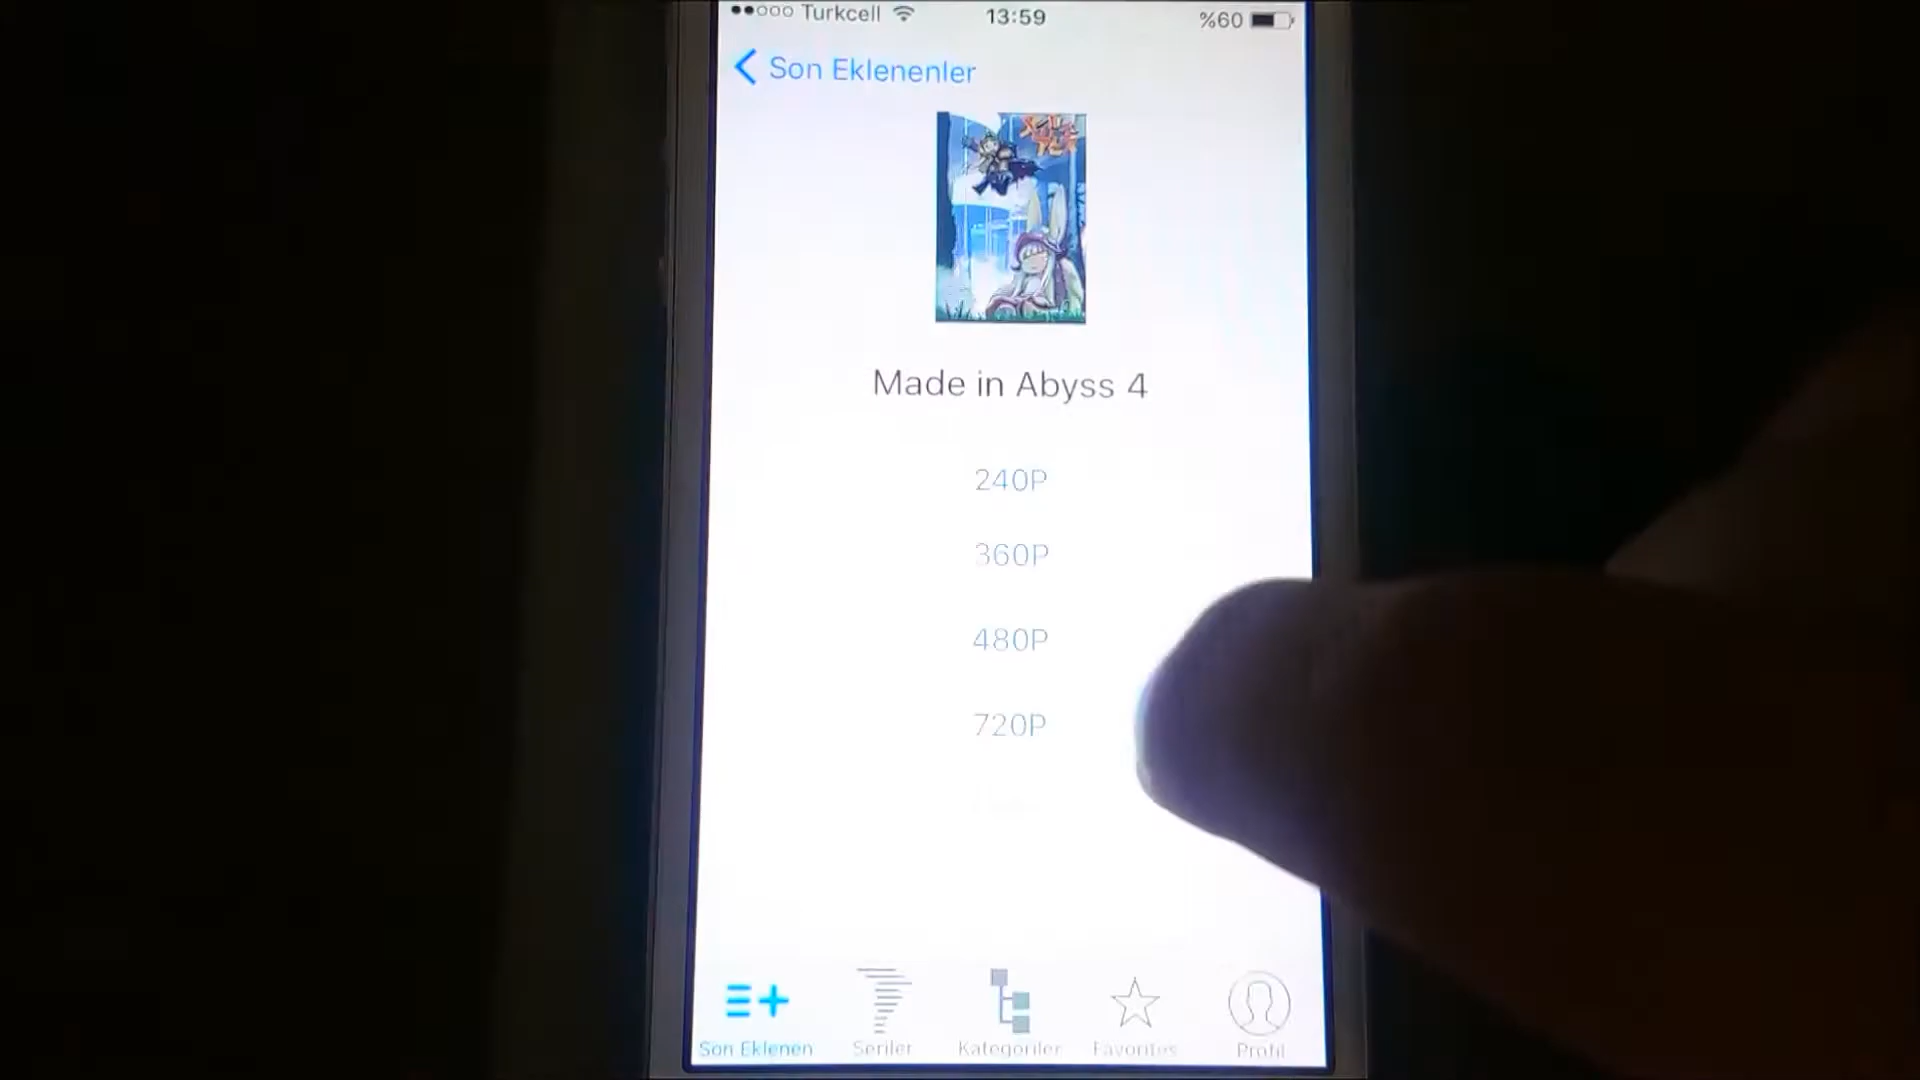 Turkcell 13:59 %60
Son Eklenenler
Made in Abyss 4
240P
360P
480P
720P
Son Eklenen Seriler Kategoriler Favorites Profil